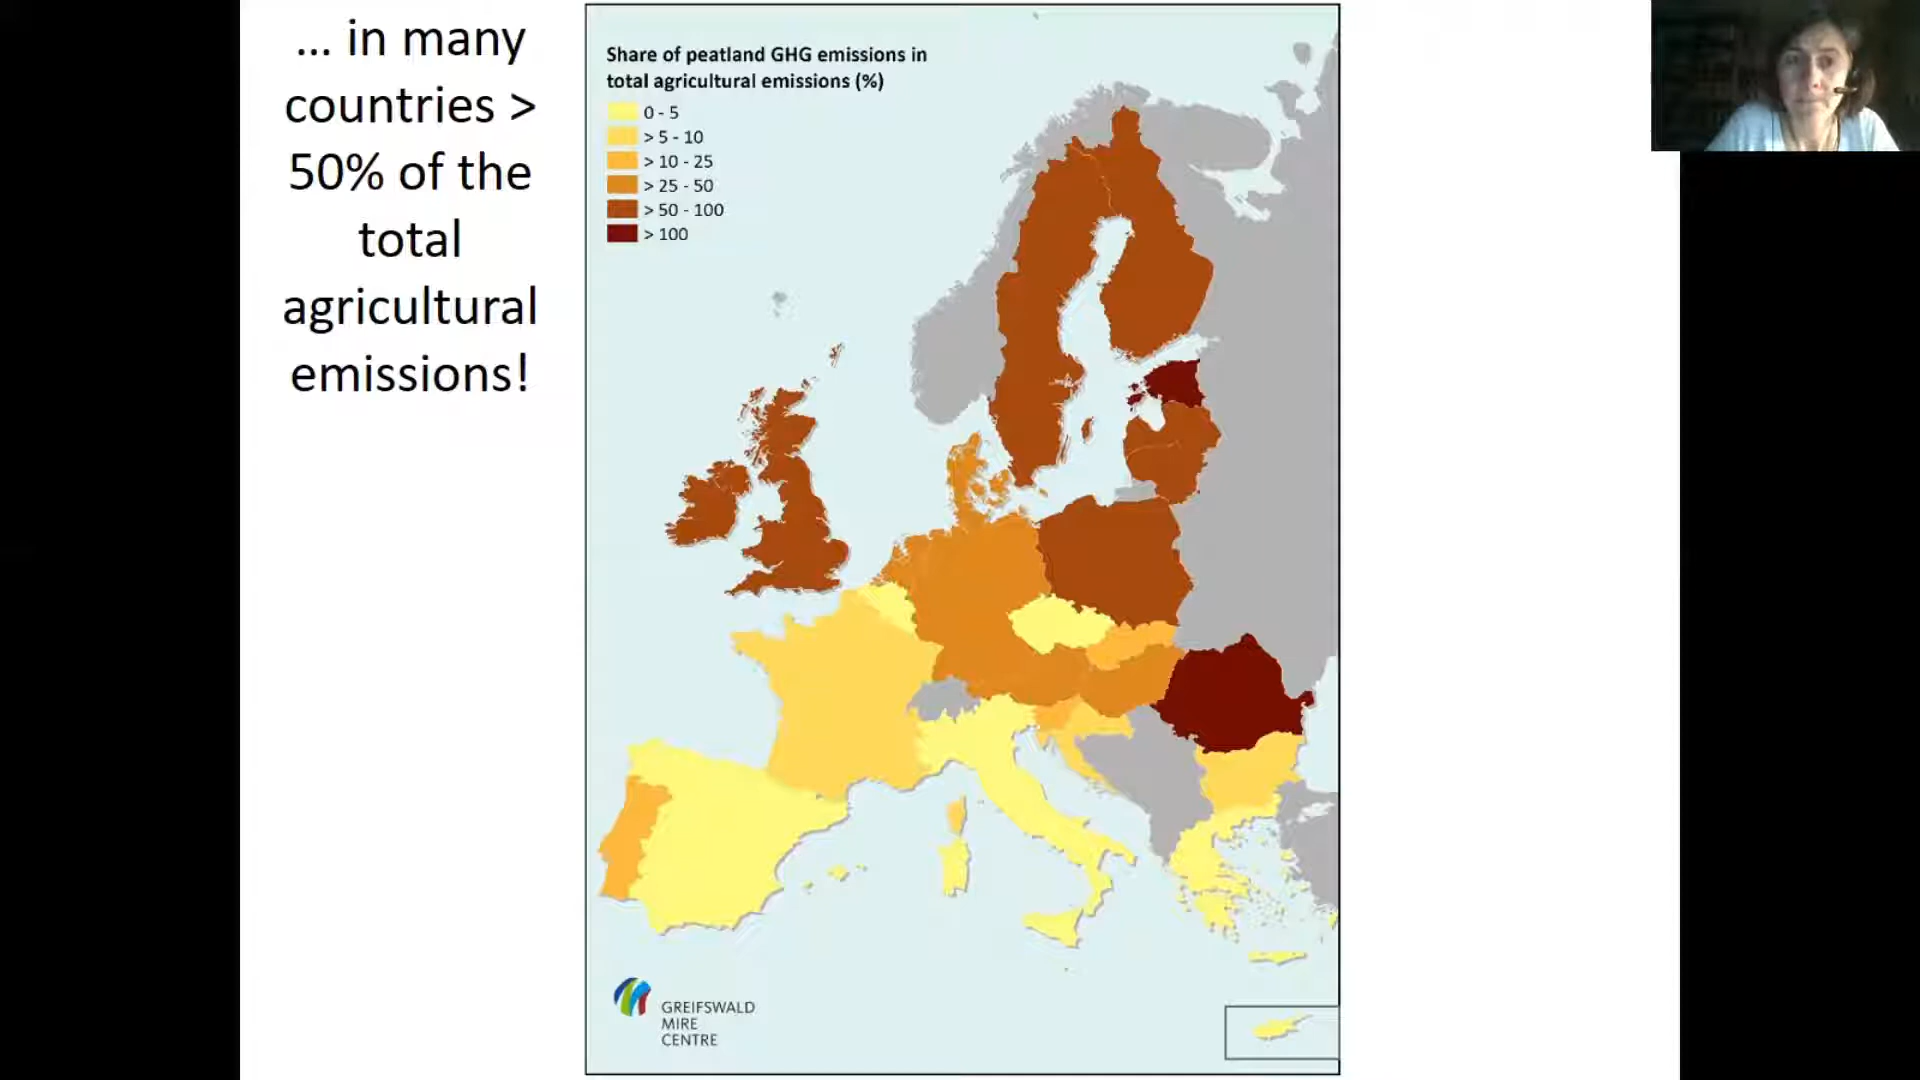 ... in many
countries >
50% of the
total
agricultural
emissions!
Share of peatland GHG emissions in
total agricultural emissions (%)
0 - 5
> 5 - 10
> 10 - 25
> 25 - 50
> 50 - 100
> 100
GREIFSWALD
MIRE
CENTRE